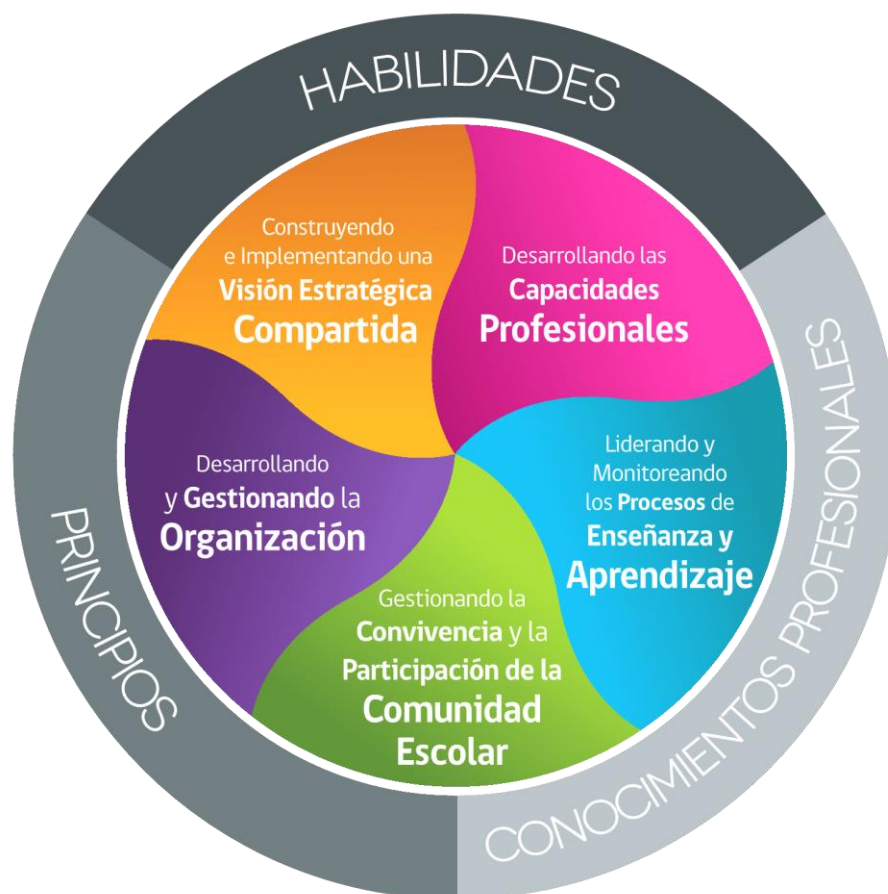 HABILIDADES
Construyendo
e Implementando una
Visión Estratégica
Compartida
Desarrollando las
Capacidades
Profesionales
Liderando y
Monitoreando
los Procesos de
Enseñanza y
Aprendizaje
Gestionando la
Convivencia y la
Participación de la
Comunidad
Escolar
Desarrollando
y Gestionando la
Organización
PRINCIPIOS
CONOCIMIENTOS PROFESIONALES